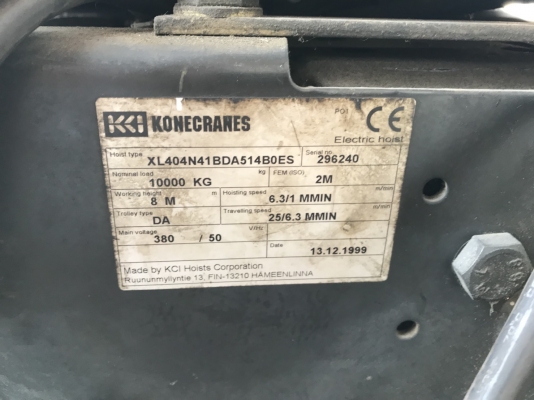 KCI KONECRANES
PO1 CE
Electric hoist
Hoist type XL404N41BDA514B0ES Serial no. 296240
Nominal load kg 10000 KG FEM (ISO) 2M
Working height m 8 M Hoisting speed m/min 6.3/1 MMIN
Trolley type DA Traveling speed m/min 25/6.3 MMIN
Main voltage V/Hz 380 / 50 Date 13.12.1999
Made by KCI Hoists Corporation
Ruununmyllyntie 13, FIN-13210 HÄMEENLINNA